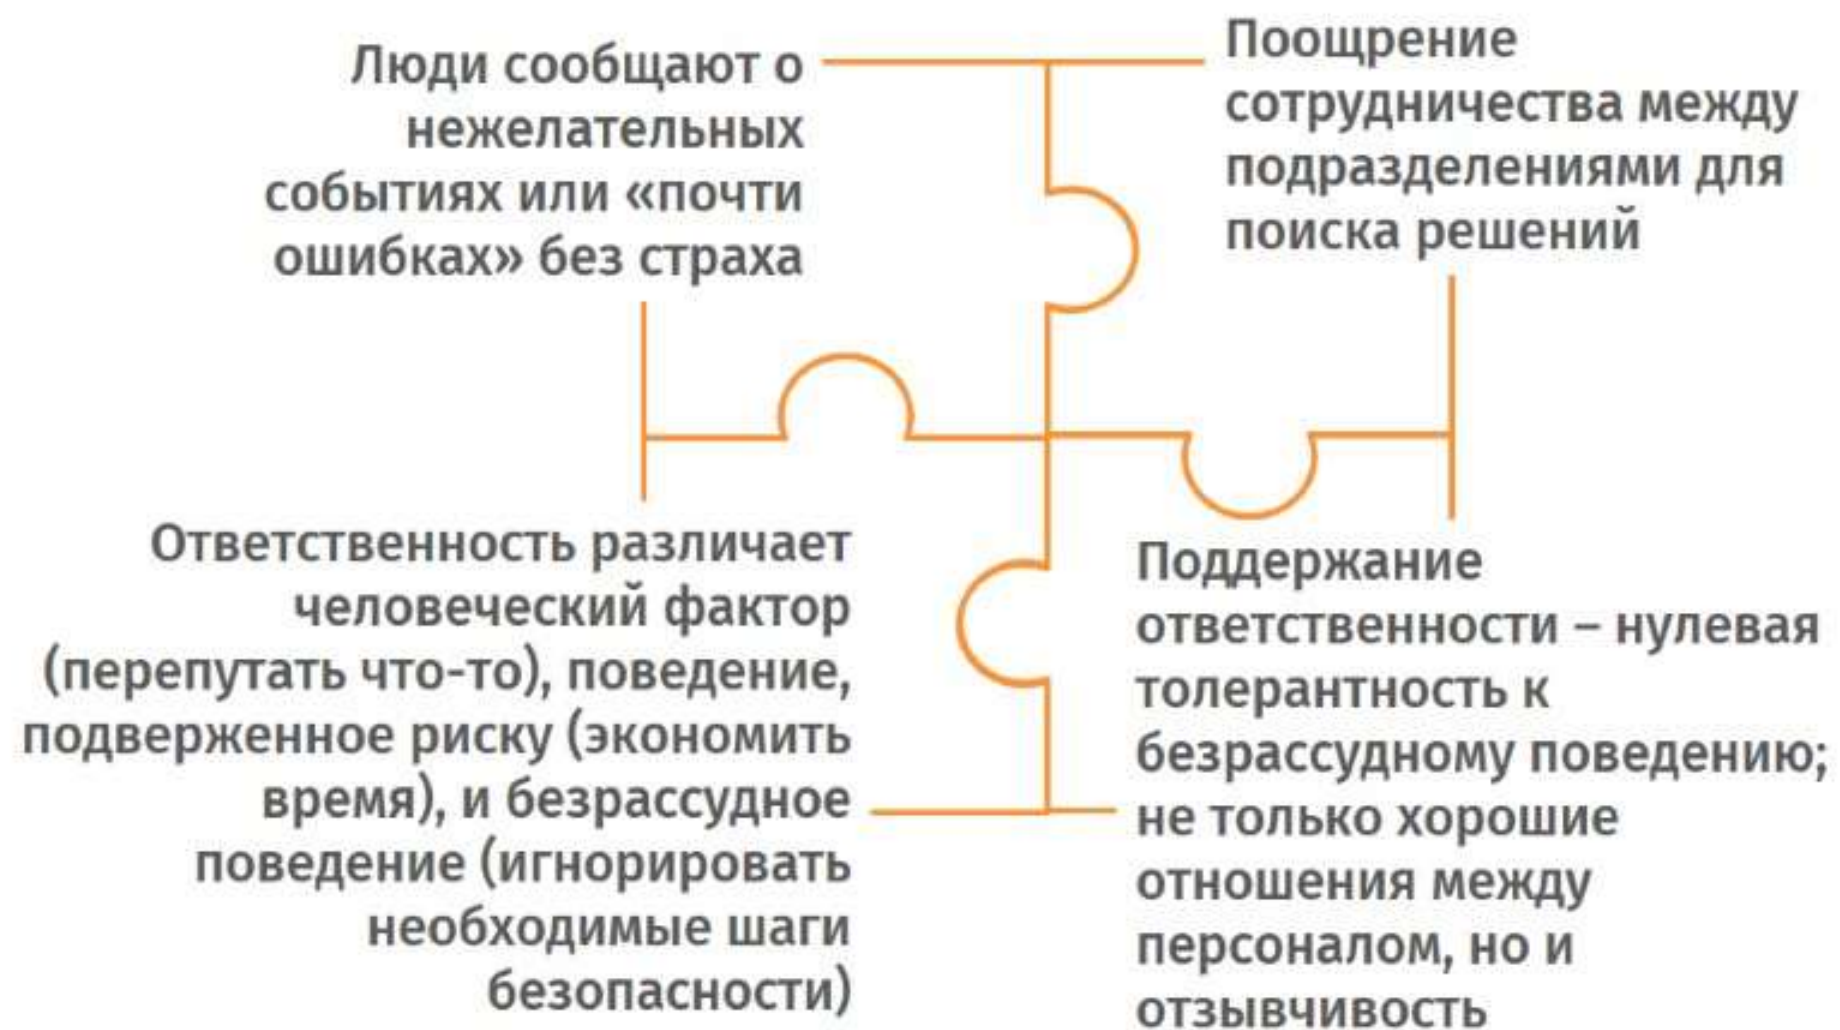 Люди сообщают о
нежелательных
событиях или «почти
ошибках» без страха
Поощрение
сотрудничества между
подразделениями для
поиска решений
Ответственность различает
человеческий фактор
(перепутать что-то), поведение,
подверженное риску (экономить
время), и безрассудное
поведение (игнорировать
необходимые шаги
безопасности)
Поддержание
ответственности – нулевая
толерантность к
безрассудному поведению;
не только хорошие
отношения между
персоналом, но и
отзывчивость